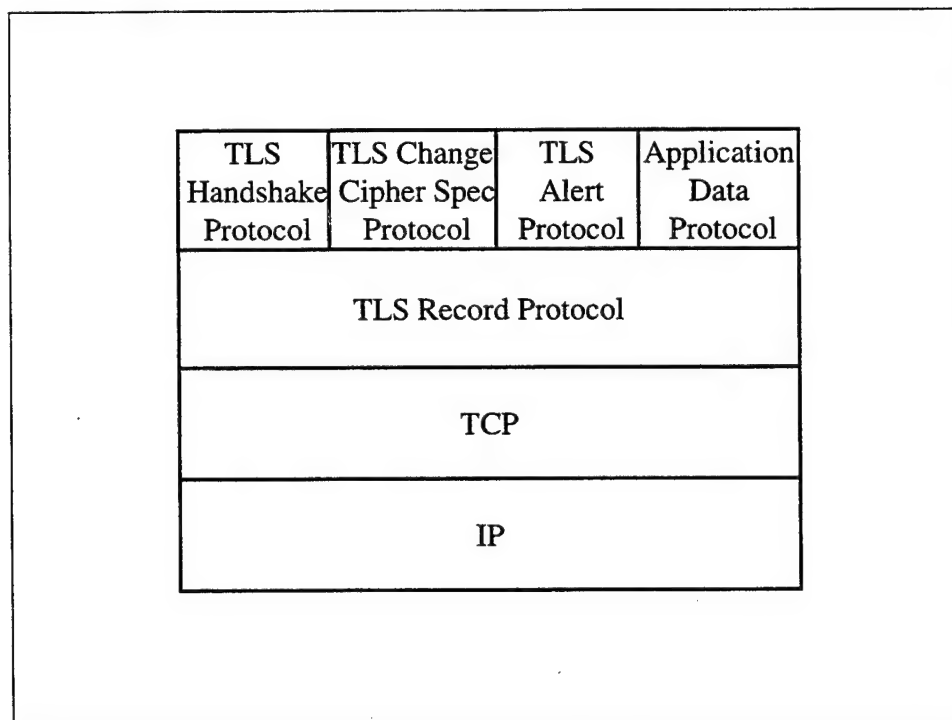 TLS
Handshake
Protocol
TLS Change
Cipher Spec
Protocol
TLS
Alert
Protocol
Application
Data
Protocol
TLS Record Protocol
TCP
IP